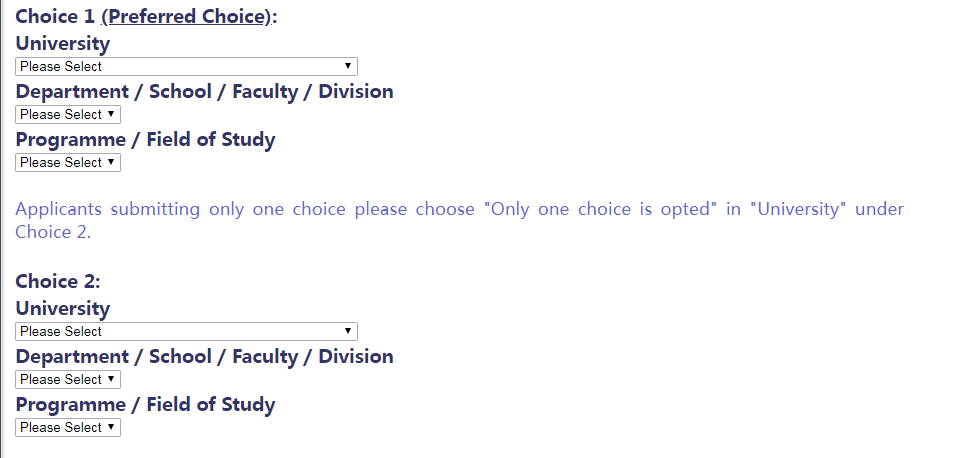 Choice 1 (Preferred Choice):
University
Please Select
Department / School / Faculty / Division
Please Select
Programme / Field of Study
Please Select
Applicants submitting only one choice please choose "Only one choice is opted" in "University" under
Choice 2.
Choice 2:
University
Please Select
Department / School / Faculty / Division
Please Select
Programme / Field of Study
Please Select